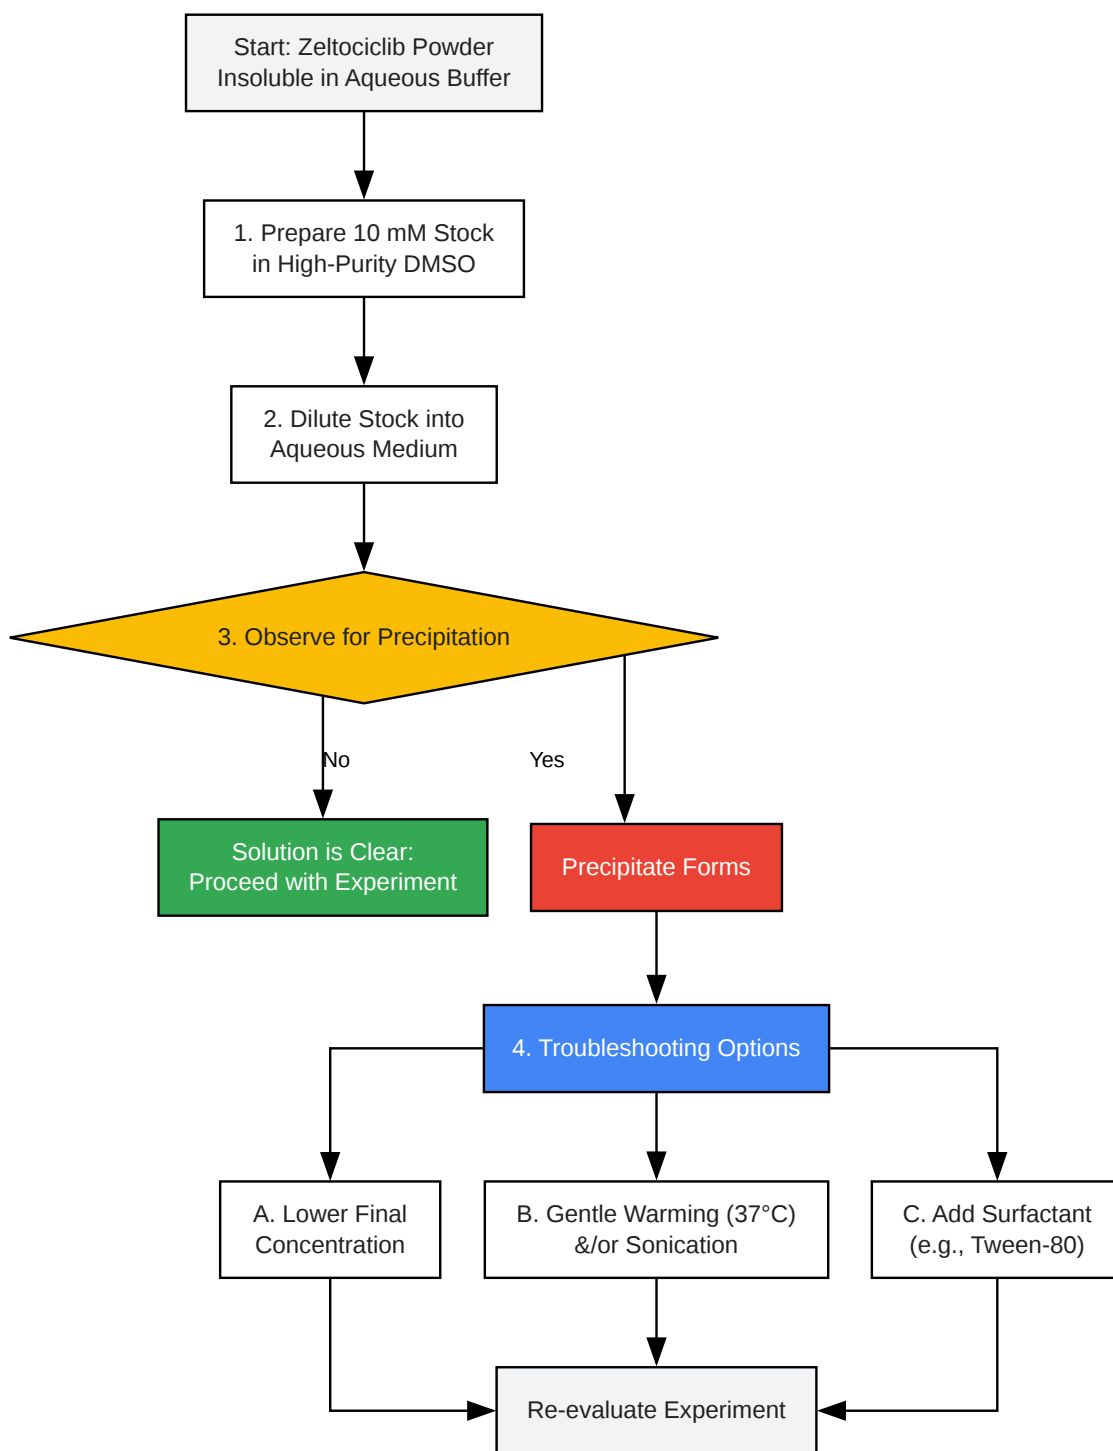 Start: Zeltociclib Powder
Insoluble in Aqueous Buffer
1. Prepare 10 mM Stock
in High-Purity DMSO
2. Dilute Stock into
Aqueous Medium
3. Observe for Precipitation
No
Yes
Solution is Clear:
Proceed with Experiment
Precipitate Forms
4. Troubleshooting Options
A. Lower Final
Concentration
B. Gentle Warming (37°C)
&/or Sonication
C. Add Surfactant
(e.g., Tween-80)
Re-evaluate Experiment